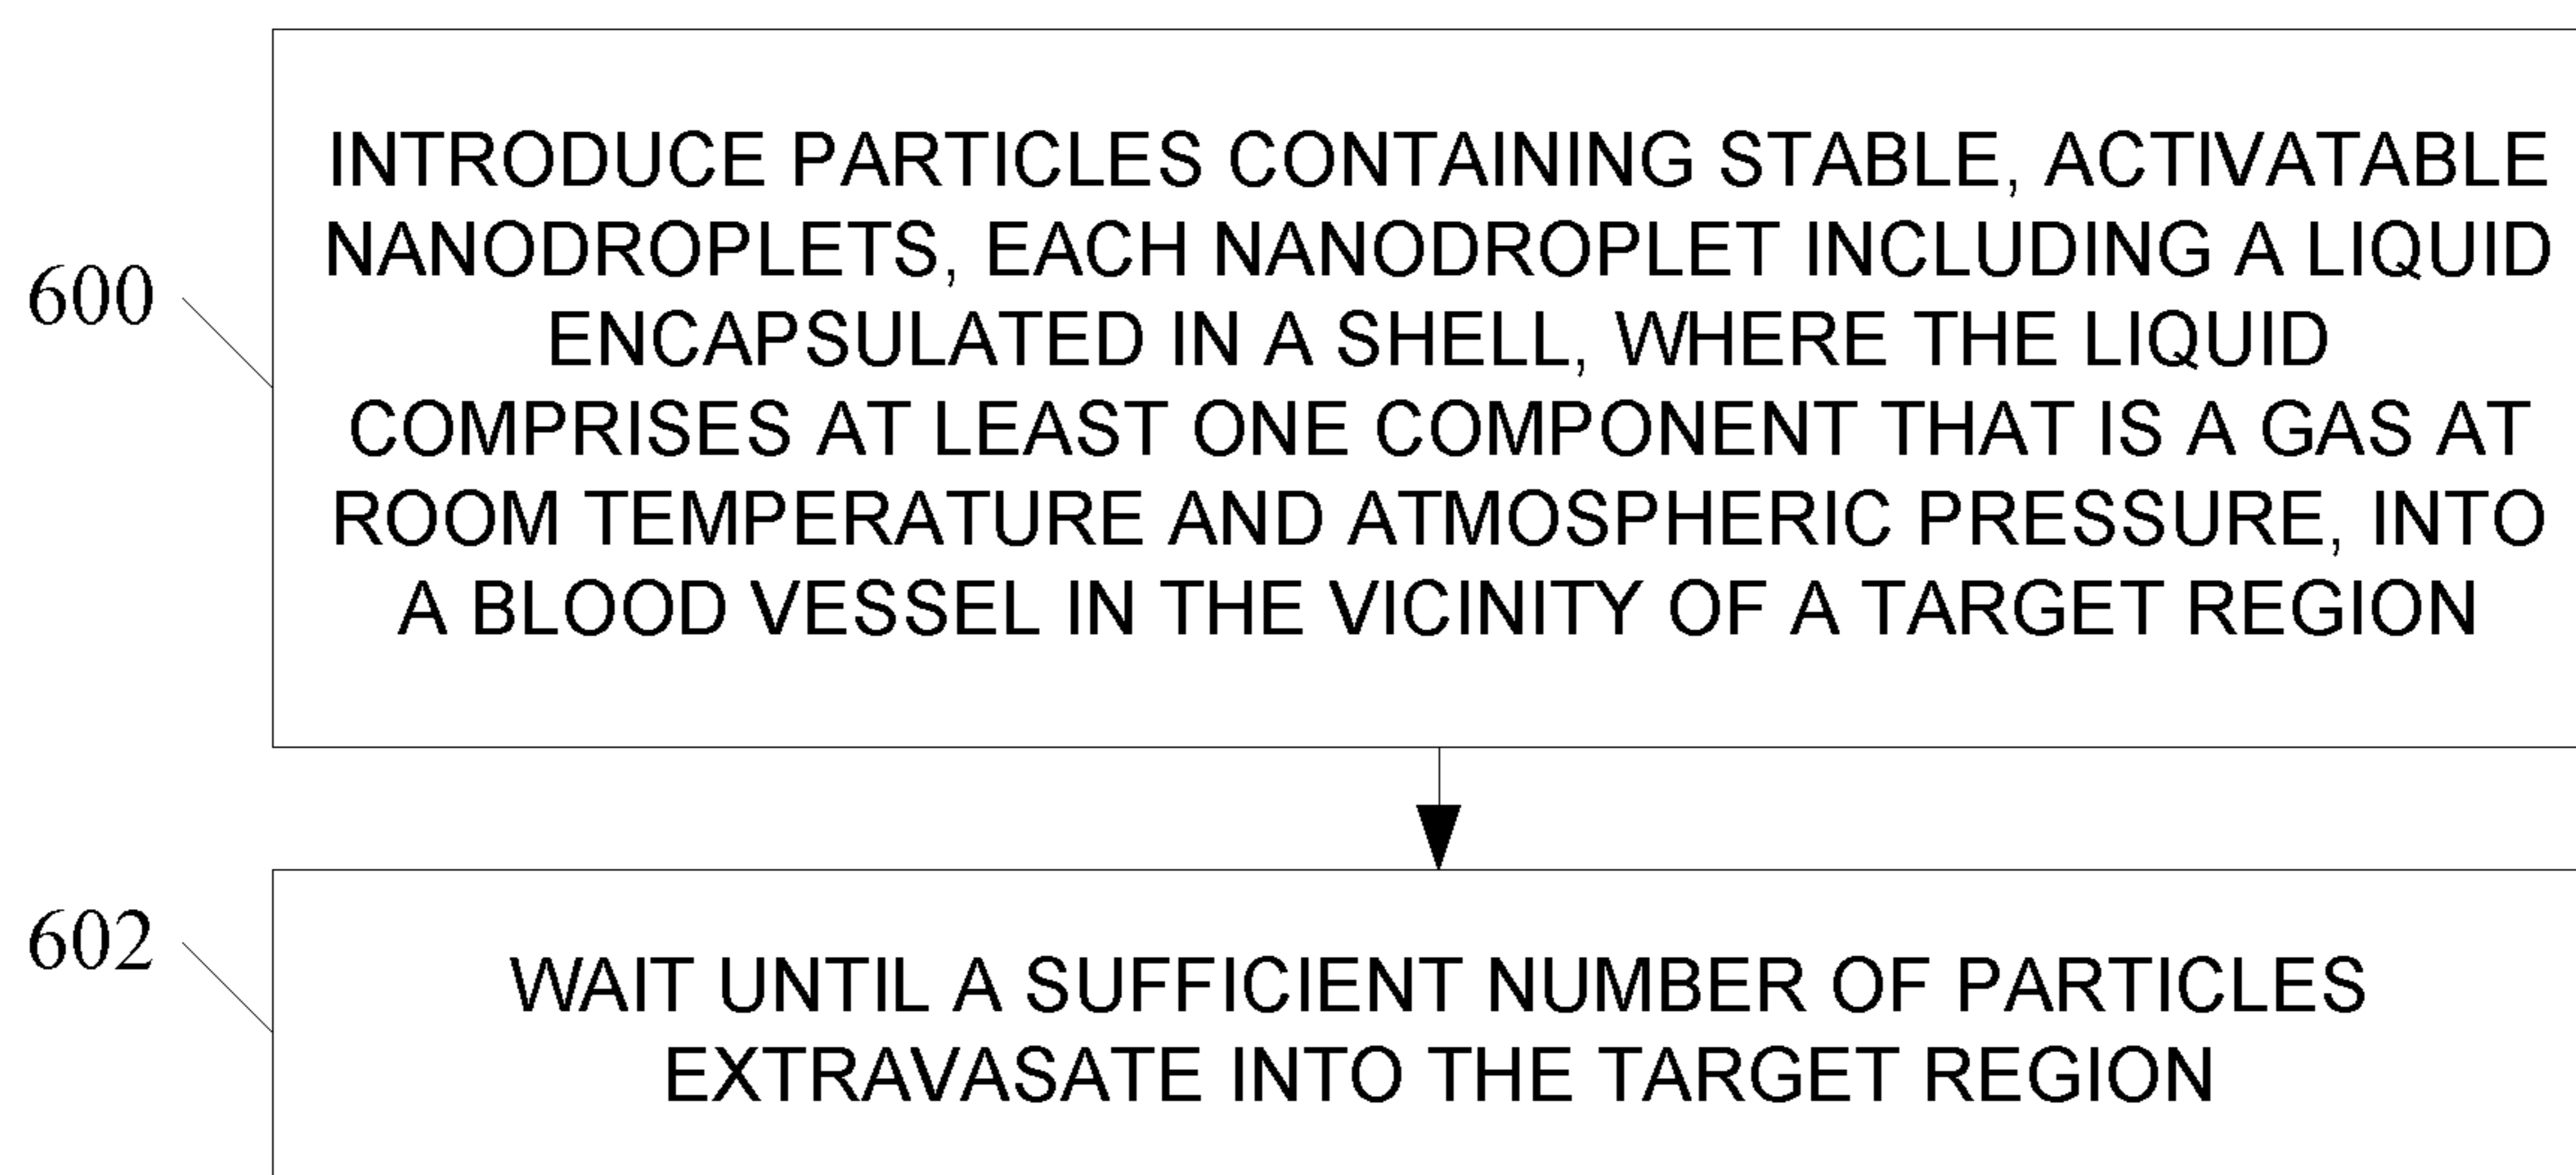 600
INTRODUCE PARTICLES CONTAINING STABLE, ACTIVATABLE
NANODROPLETS, EACH NANODROPLET INCLUDING A LIQUID
ENCAPSULATED IN A SHELL, WHERE THE LIQUID
COMPRISES AT LEAST ONE COMPONENT THAT IS A GAS AT
ROOM TEMPERATURE AND ATMOSPHERIC PRESSURE, INTO
A BLOOD VESSEL IN THE VICINITY OF A TARGET REGION
602
WAIT UNTIL A SUFFICIENT NUMBER OF PARTICLES
EXTRAVASATE INTO THE TARGET REGION